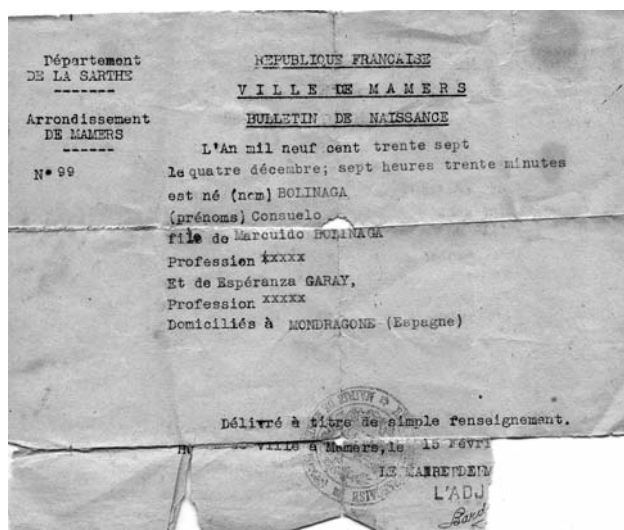 Département
DE LA SARTHE
-------
Arrondissement
DE MAMERS
------
N° 99
REPUBLIQUE FRANCAISE
VILLE DE MAMERS
BULLETIN DE NAISSANCE
L'An mil neuf cent trente sept
le quatre décembre; sept heures trente minutes
est né (nom) BOLINAGA
(prénoms) Consuelo
file de Marcuido BOLINAGA
Profession xxxxx
Et de Espéranza GARAY,
Profession xxxxx
Domiciliés à MONDRAGONE (Espagne)
Délivré à titre de simple renseignement.
Ville à Mamers, le 15 Févri
LE MAIRE DE M
L'ADJ